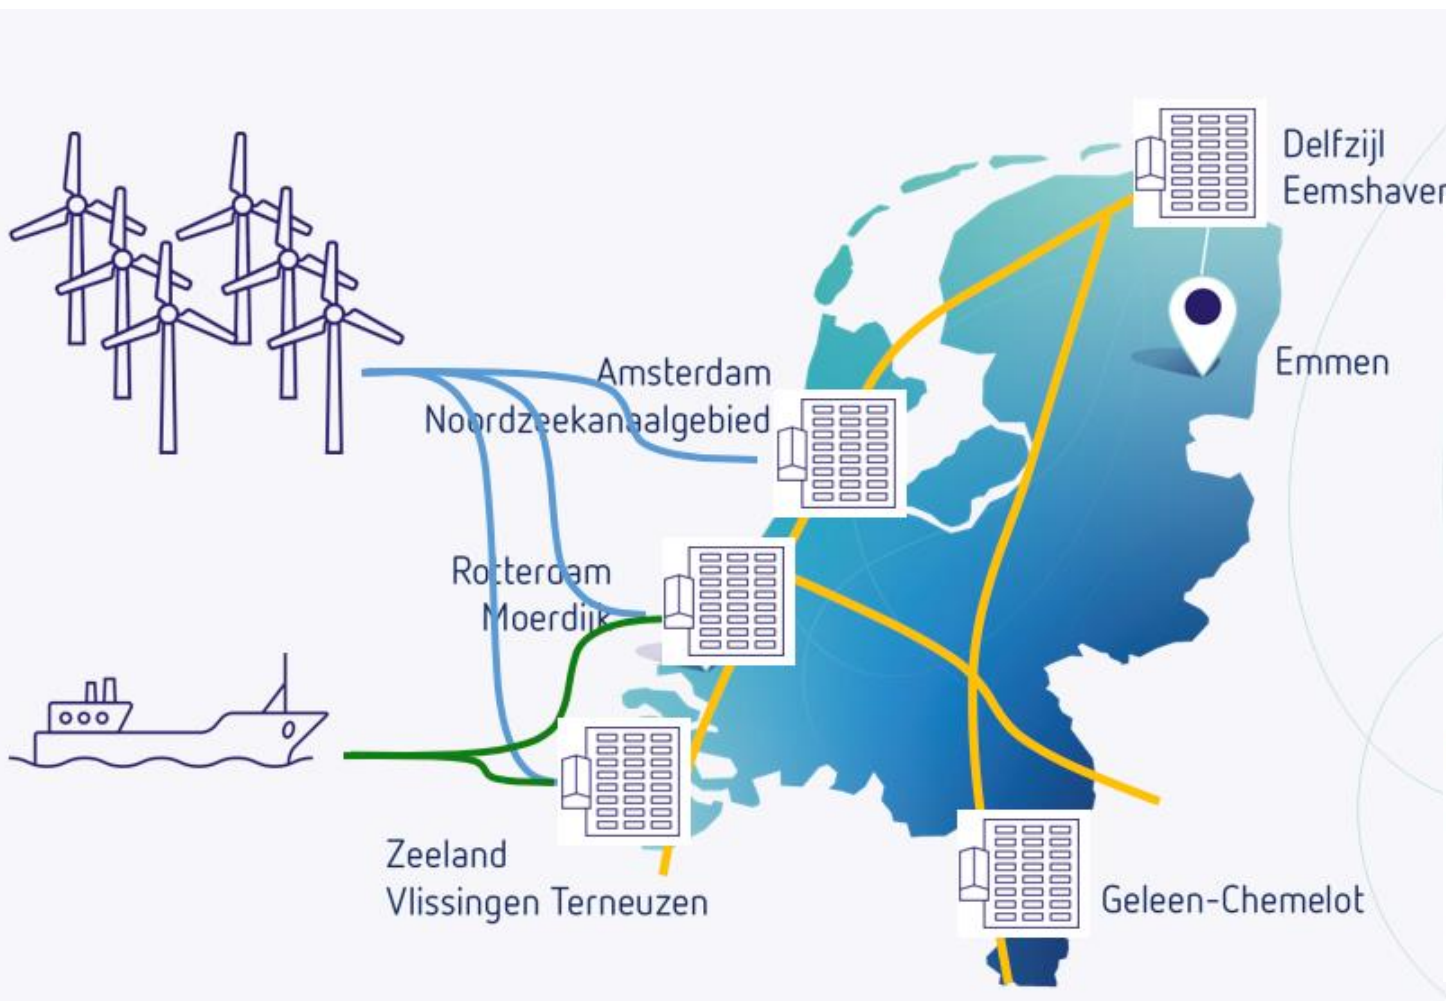 Delfzijl
Eemshaven
Emmen
Amsterdam
Noordzeekanaalgebied
Rotterdam
Moerdijk
Zeeland
Vlissingen Terneuzen
Geleen-Chemelot